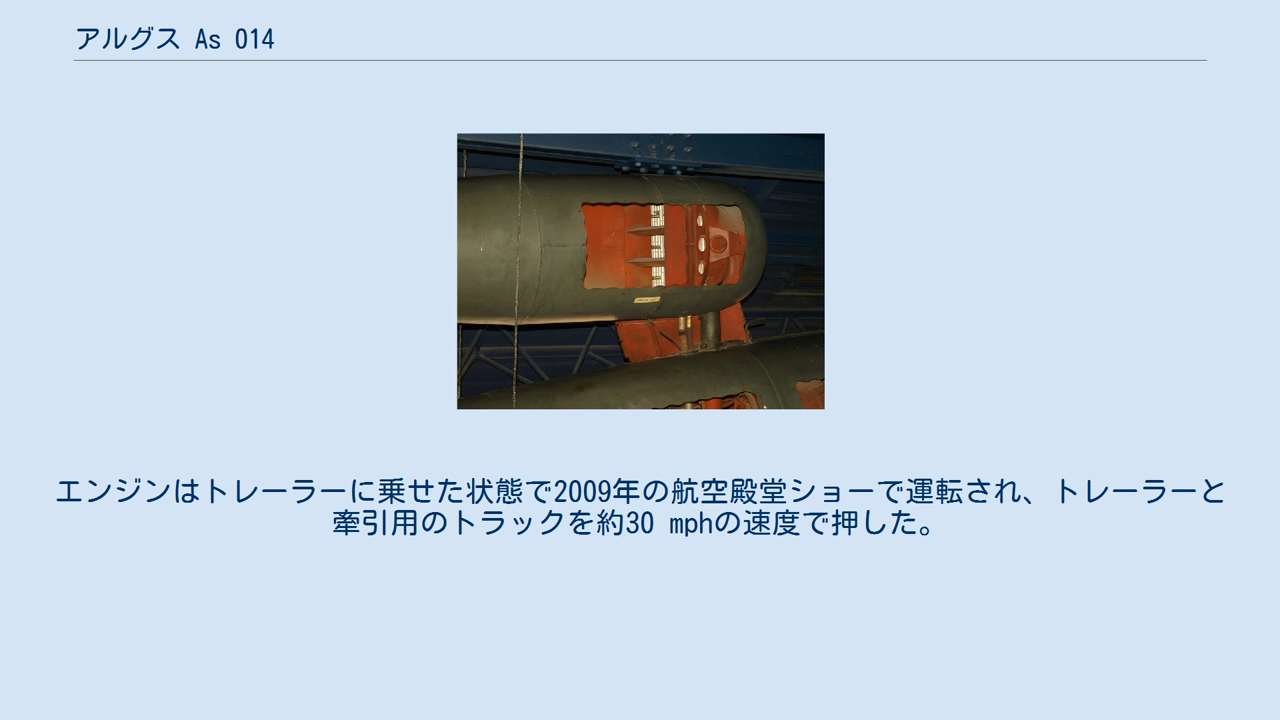 アルグス As 014
エンジンはトレーラーに乗せた状態で2009年の航空殿堂ショーで運転され、トレーラーと
牽引用のトラックを約30 mphの速度で押した。